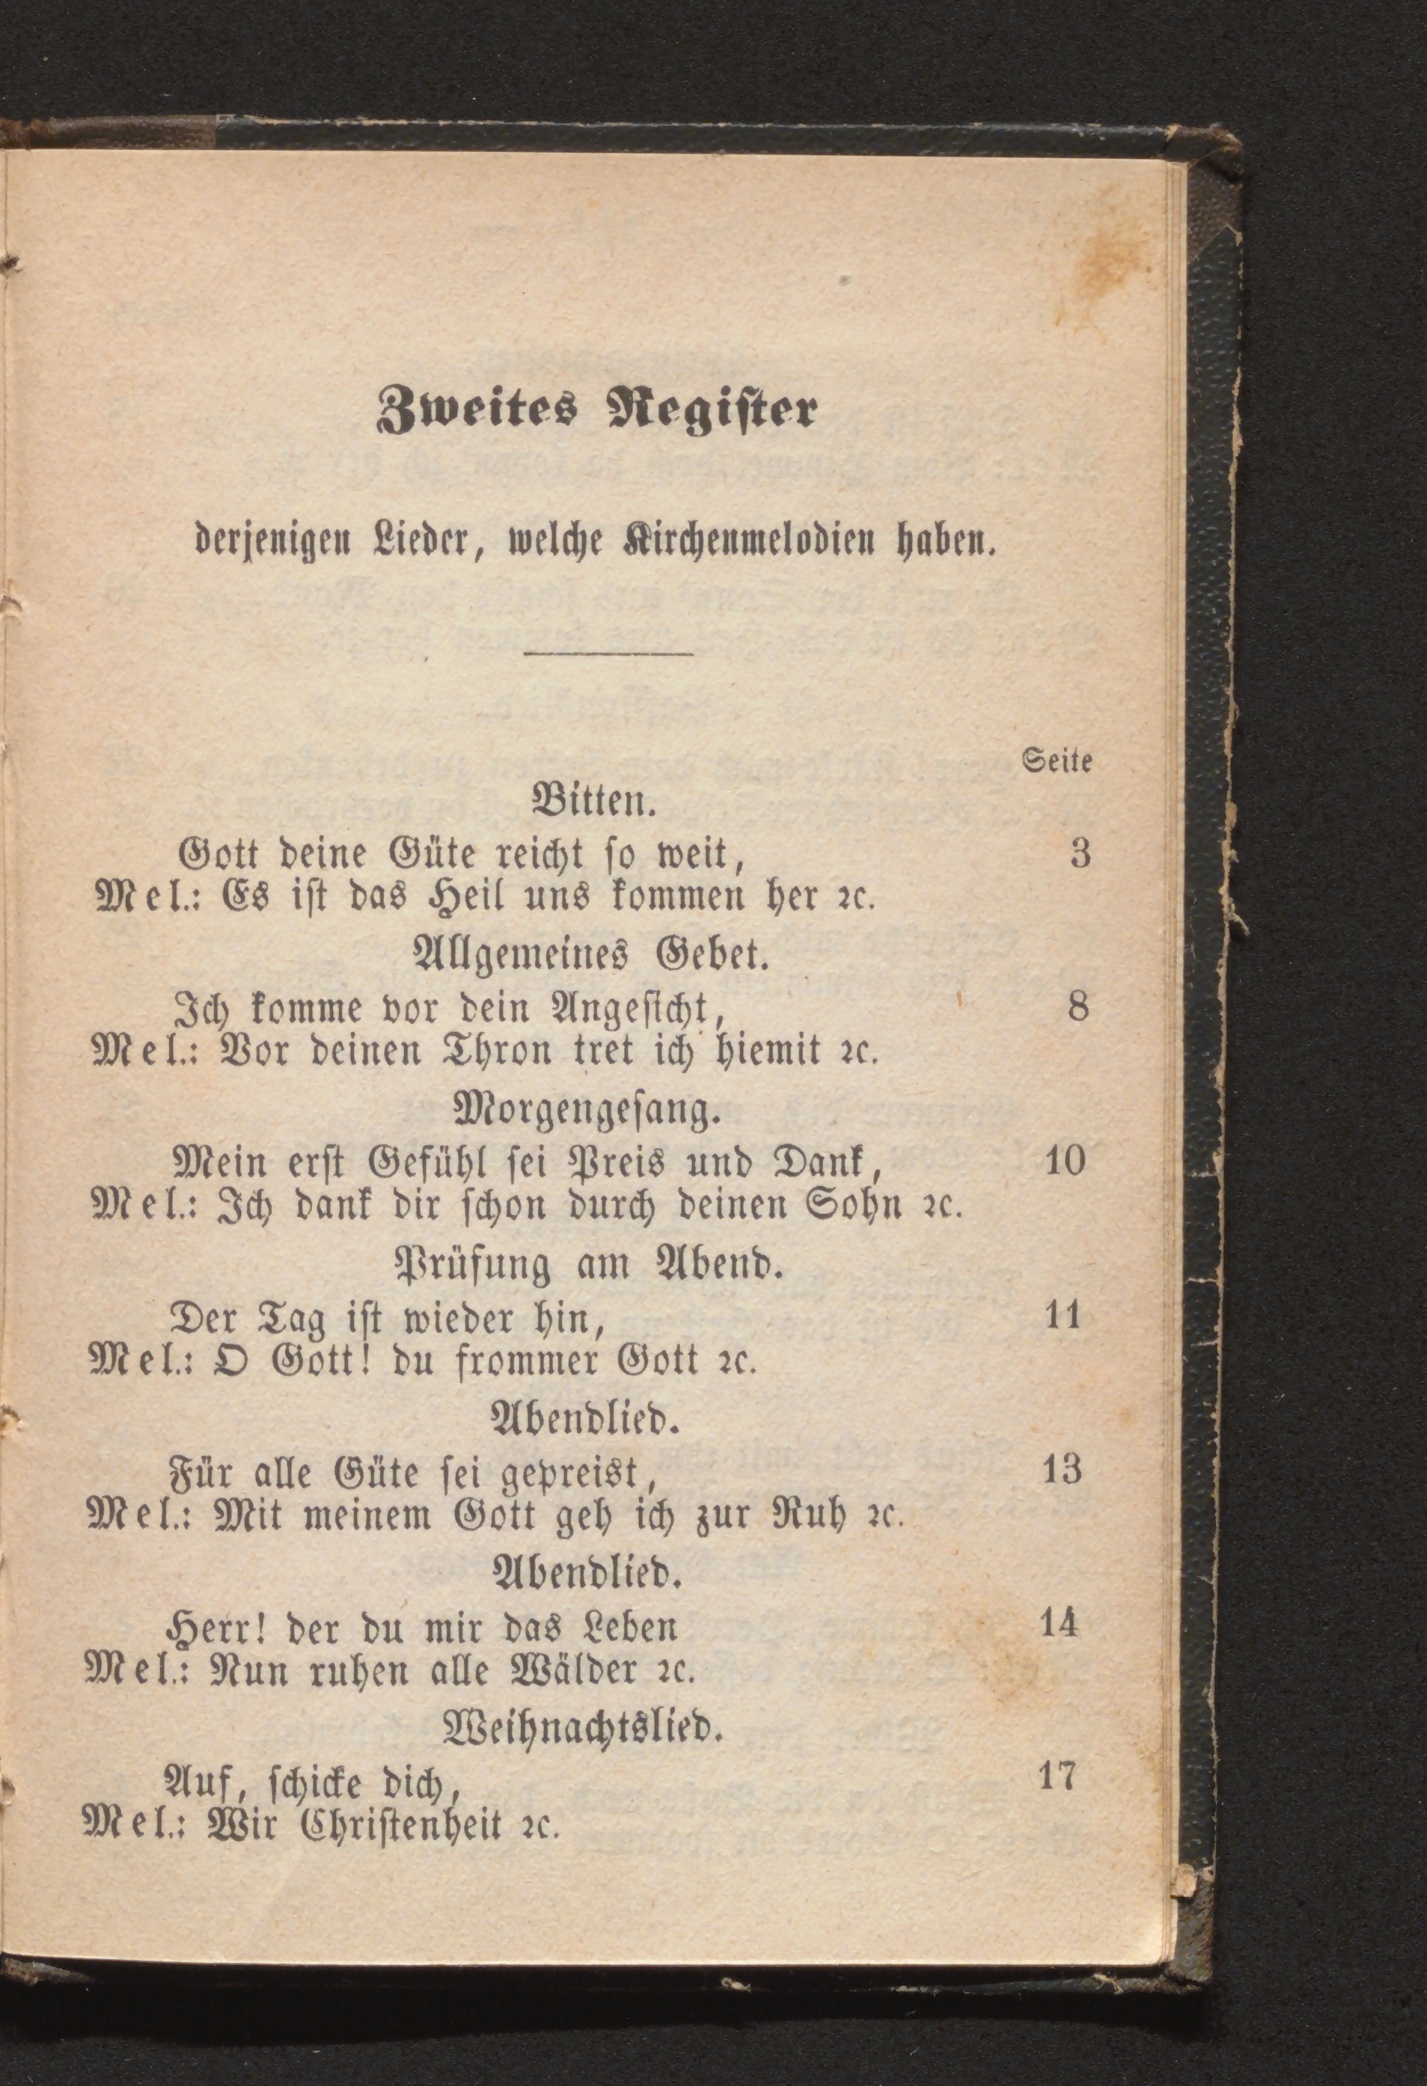 Zweites Regiſter
derjenigen Lieder, welche Kirchenmelodien haben.
Seite
Bitten.
Gott deine Güte reicht ſo weit, 3
Mel.: Es iſt das Heil uns kommen her ꝛc.
Allgemeines Gebet.
Ich komme vor dein Angeſicht, 8
Mel.: Vor deinen Thron tret ich hiemit ꝛc.
Morgengeſang.
Mein erſt Gefühl ſei Preis und Dank, 10
Mel.: Ich dank dir ſchon durch deinen Sohn ꝛc.
Prüfung am Abend.
Der Tag iſt wieder hin, 11
Mel.: O Gott! du frommer Gott ꝛc.
Abendlied.
Für alle Güte ſei gepreist, 13
Mel.: Mit meinem Gott geh ich zur Ruh ꝛc.
Abendlied.
Herr! der du mir das Leben 14
Mel.: Nun ruhen alle Wälder ꝛc.
Weihnachtslied.
Auf, ſchicke dich, 17
Mel.: Wir Chriſtenheit ꝛc.